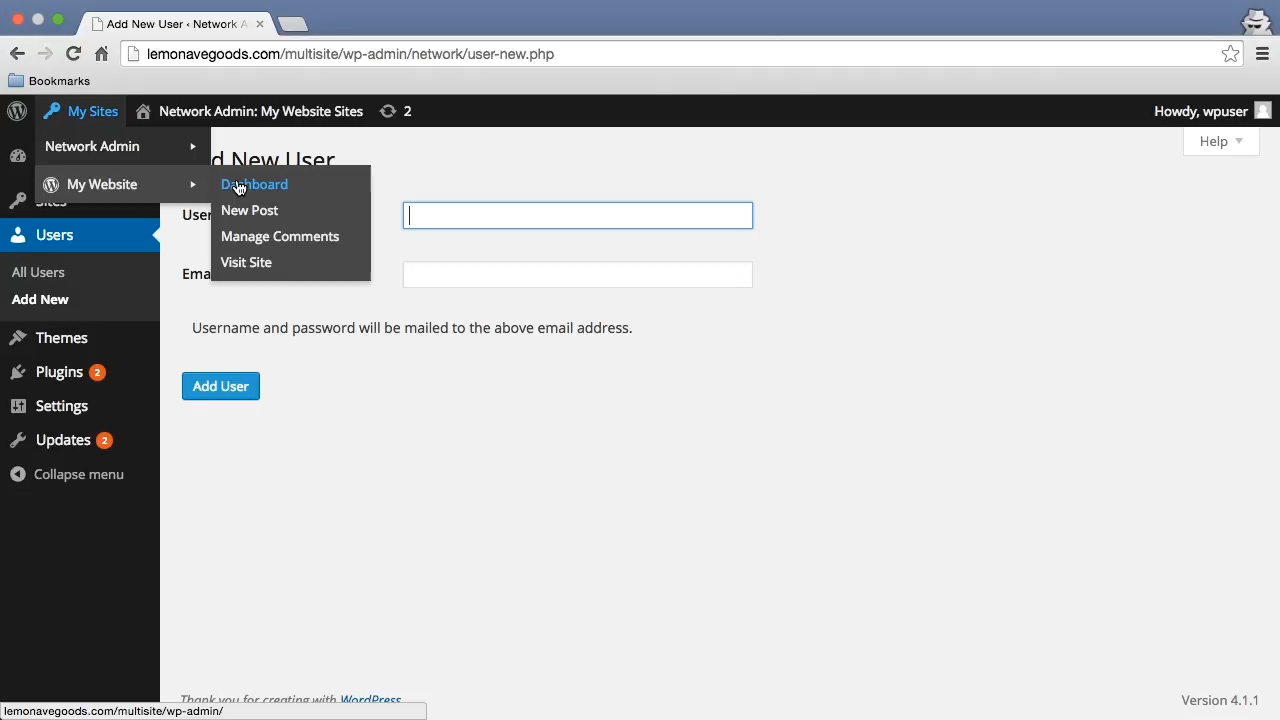 Add New User ‹ Network A
lemonavegoods.com/multisite/wp-admin/network/user-new.php
Bookmarks
My Sites
Network Admin: My Website Sites
2
Howdy, wpuser
Network Admin
Help
d New User
My Website
Dashboard
Sites
New Post
User
Users
Manage Comments
Visit Site
All Users
Ema
Add New
Username and password will be mailed to the above email address.
Themes
Plugins 2
Add User
Settings
Updates 2
Collapse menu
Thank you for creating with WordPress
Version 4.1.1
lemonavegoods.com/multisite/wp-admin/